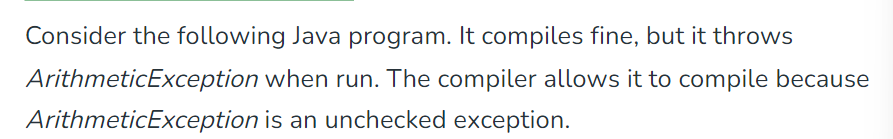 Consider the following Java program. It compiles fine, but it throws
ArithmeticException when run. The compiler allows it to compile because
ArithmeticException is an unchecked exception.